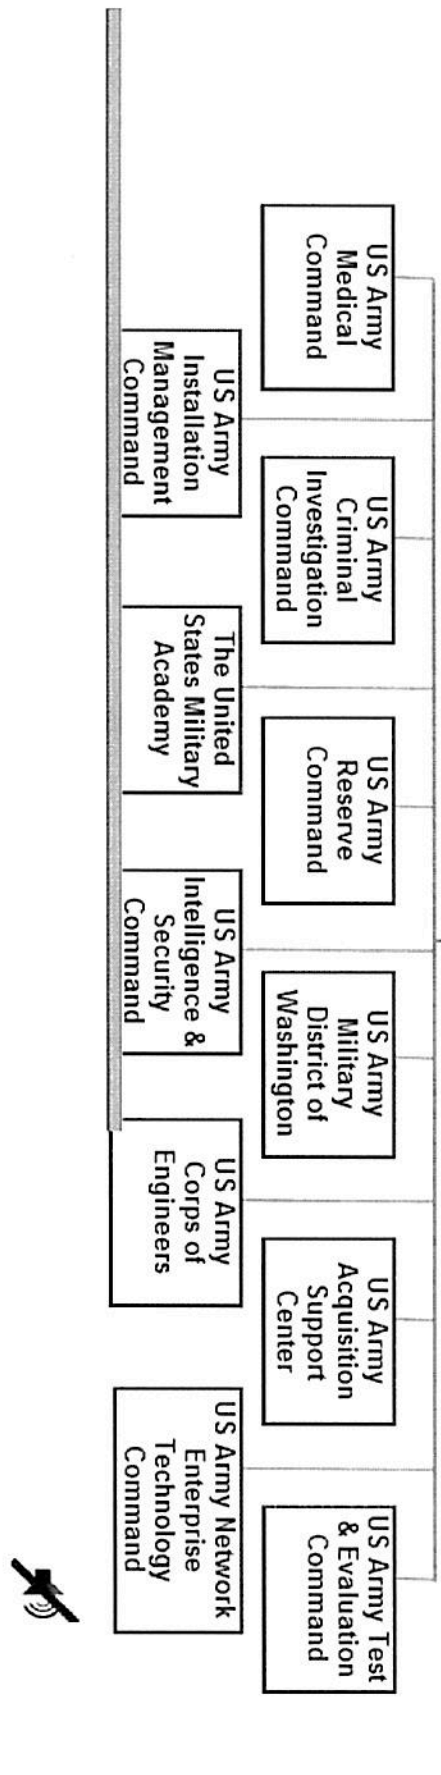 US Army
Medical
Command
US Army
Criminal
Investigation
Command
US Army
Reserve
Command
US Army
Military
District of
Washington
US Army
Acquisition
Support
Center
US Army Test
& Evaluation
Command
US Army
Installation
Management
Command
The United
States Military
Academy
US Army
Intelligence &
Security
Command
US Army
Corps of
Engineers
US Army Network
Enterprise
Technology
Command